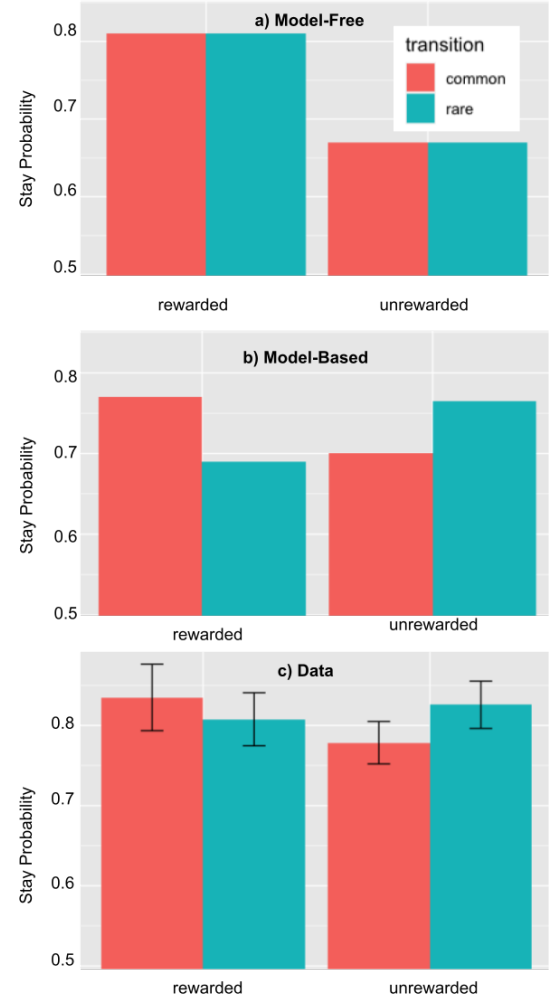 a) Model-Free
0.8
0.7
0.6
0.5
Stay Probability
transition
common
rare
rewarded
unrewarded
b) Model-Based
0.8
0.7
0.6
0.5
Stay Probability
rewarded
unrewarded
c) Data
0.8
0.7
0.6
0.5
Stay Probability
rewarded
unrewarded